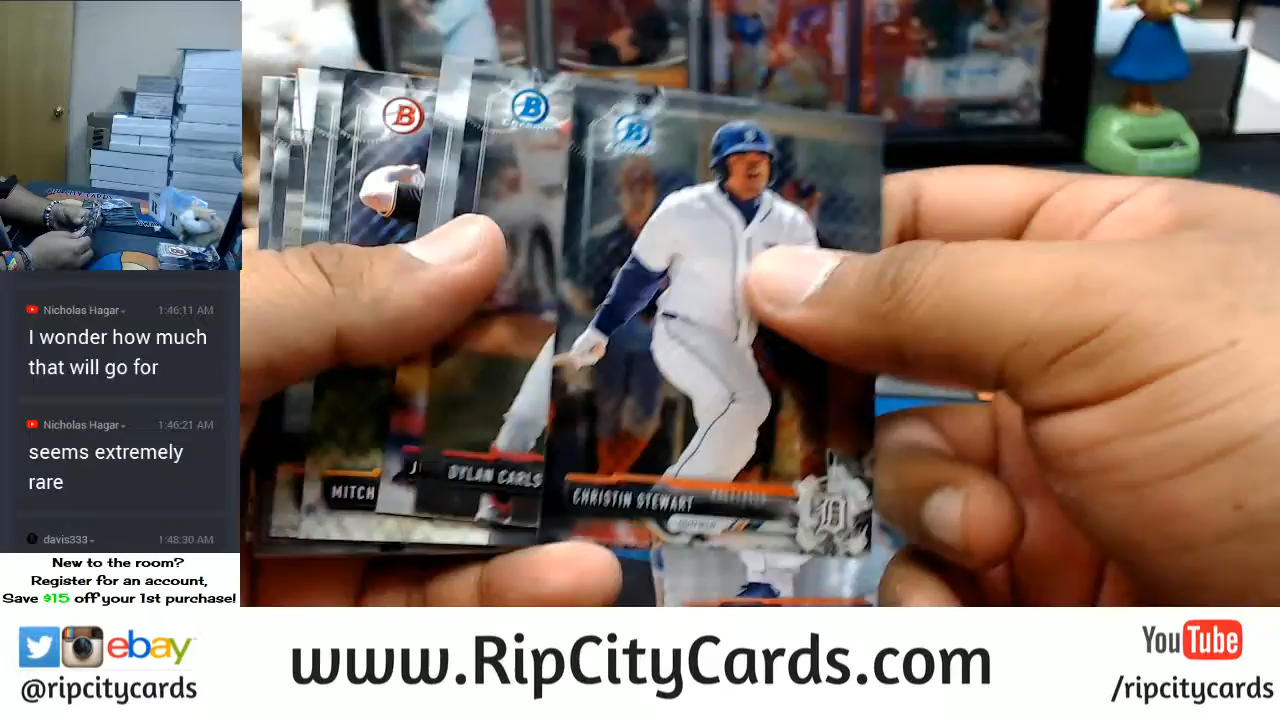 Nicholas Hagar
1:46:11 AM
I wonder how much
that will go for
Nicholas Hagar
1:46:21 AM
seems extremely
rare
davis333
1:48:30 AM
New to the room?
Register for an account,
Save $15 off your 1st purchase!
ebay
@ripcitycards
www.RipCityCards.com
YouTube
/ripcitycards
B
B
Chrome
B
MITCH
DYLAN CARLS
CHRISTIN STEWART
D